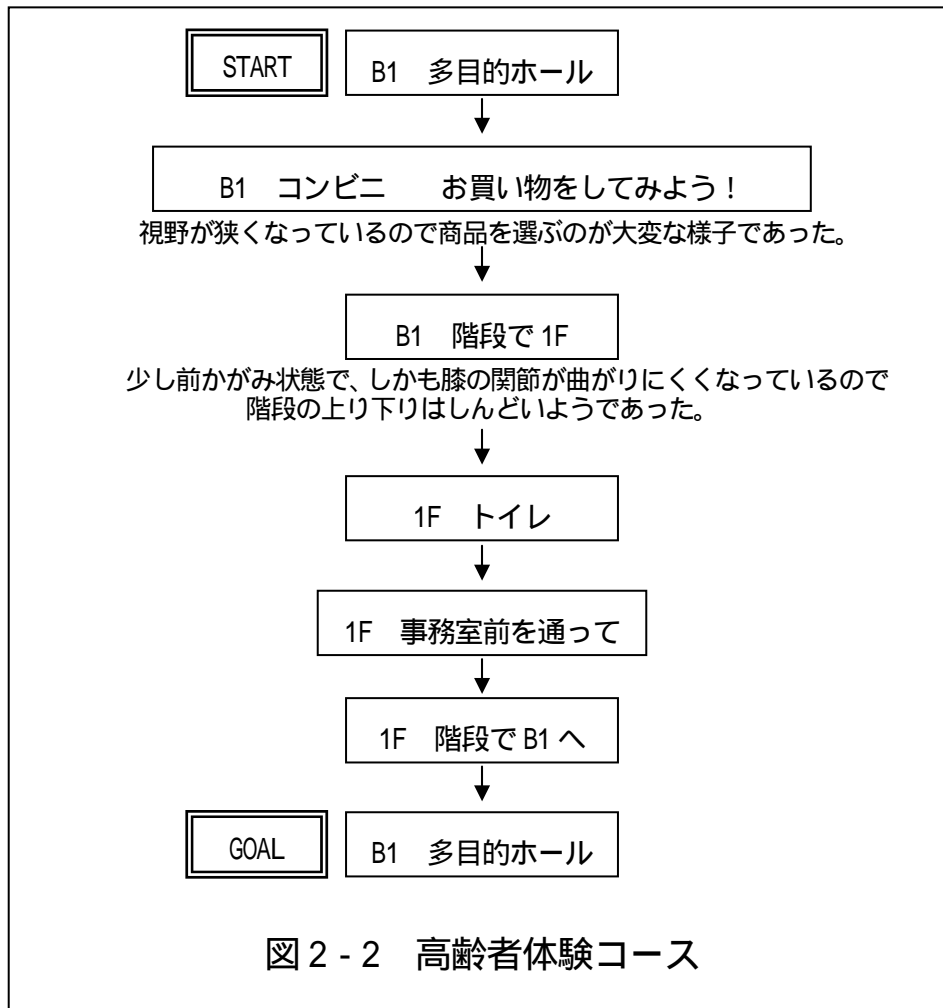 START B1 多目的ホール
B1 コンビニ お買い物をしてみよう！
視野が狭くなっているので商品を選ぶのが大変な様子であった。
B1 階段で 1F
少し前かがみ状態で、しかも膝の関節が曲がりにくくなっているので
階段の上り下りはしんどいようであった。
1F トイレ
1F 事務室前を通って
1F 階段で B1 へ
GOAL B1 多目的ホール
図２-２ 高齢者体験コース